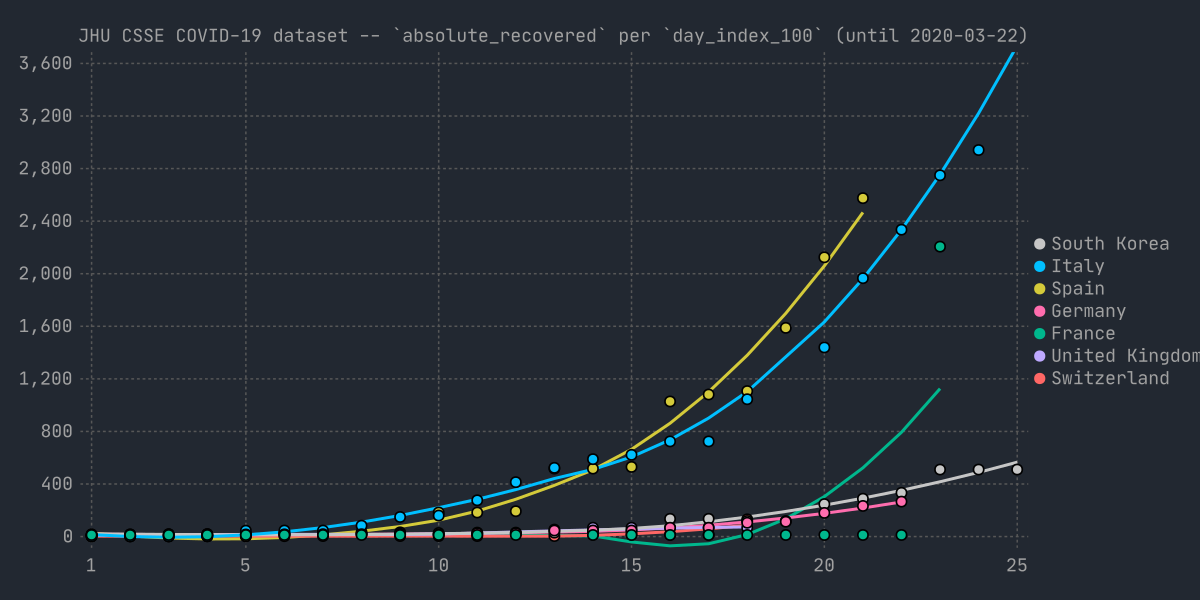 JHU CSSE COVID-19 dataset -- `absolute_recovered` per `day_index_100` (until 2020-03-22)
3,600
3,200
2,800
2,400
2,000
1,600
1,200
800
400
0
1
5
10
15
20
25
South Korea
Italy
Spain
Germany
France
United Kingdom
Switzerland